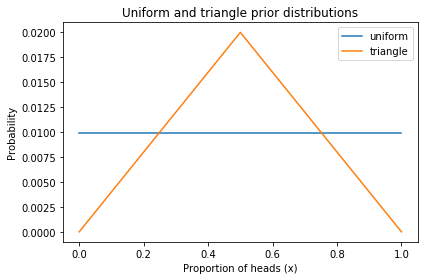 Uniform and triangle prior distributions
uniform
triangle
Probability
0.0200
0.0175
0.0150
0.0125
0.0100
0.0075
0.0050
0.0025
0.0000
0.0 0.2 0.4 0.6 0.8 1.0
Proportion of heads (x)